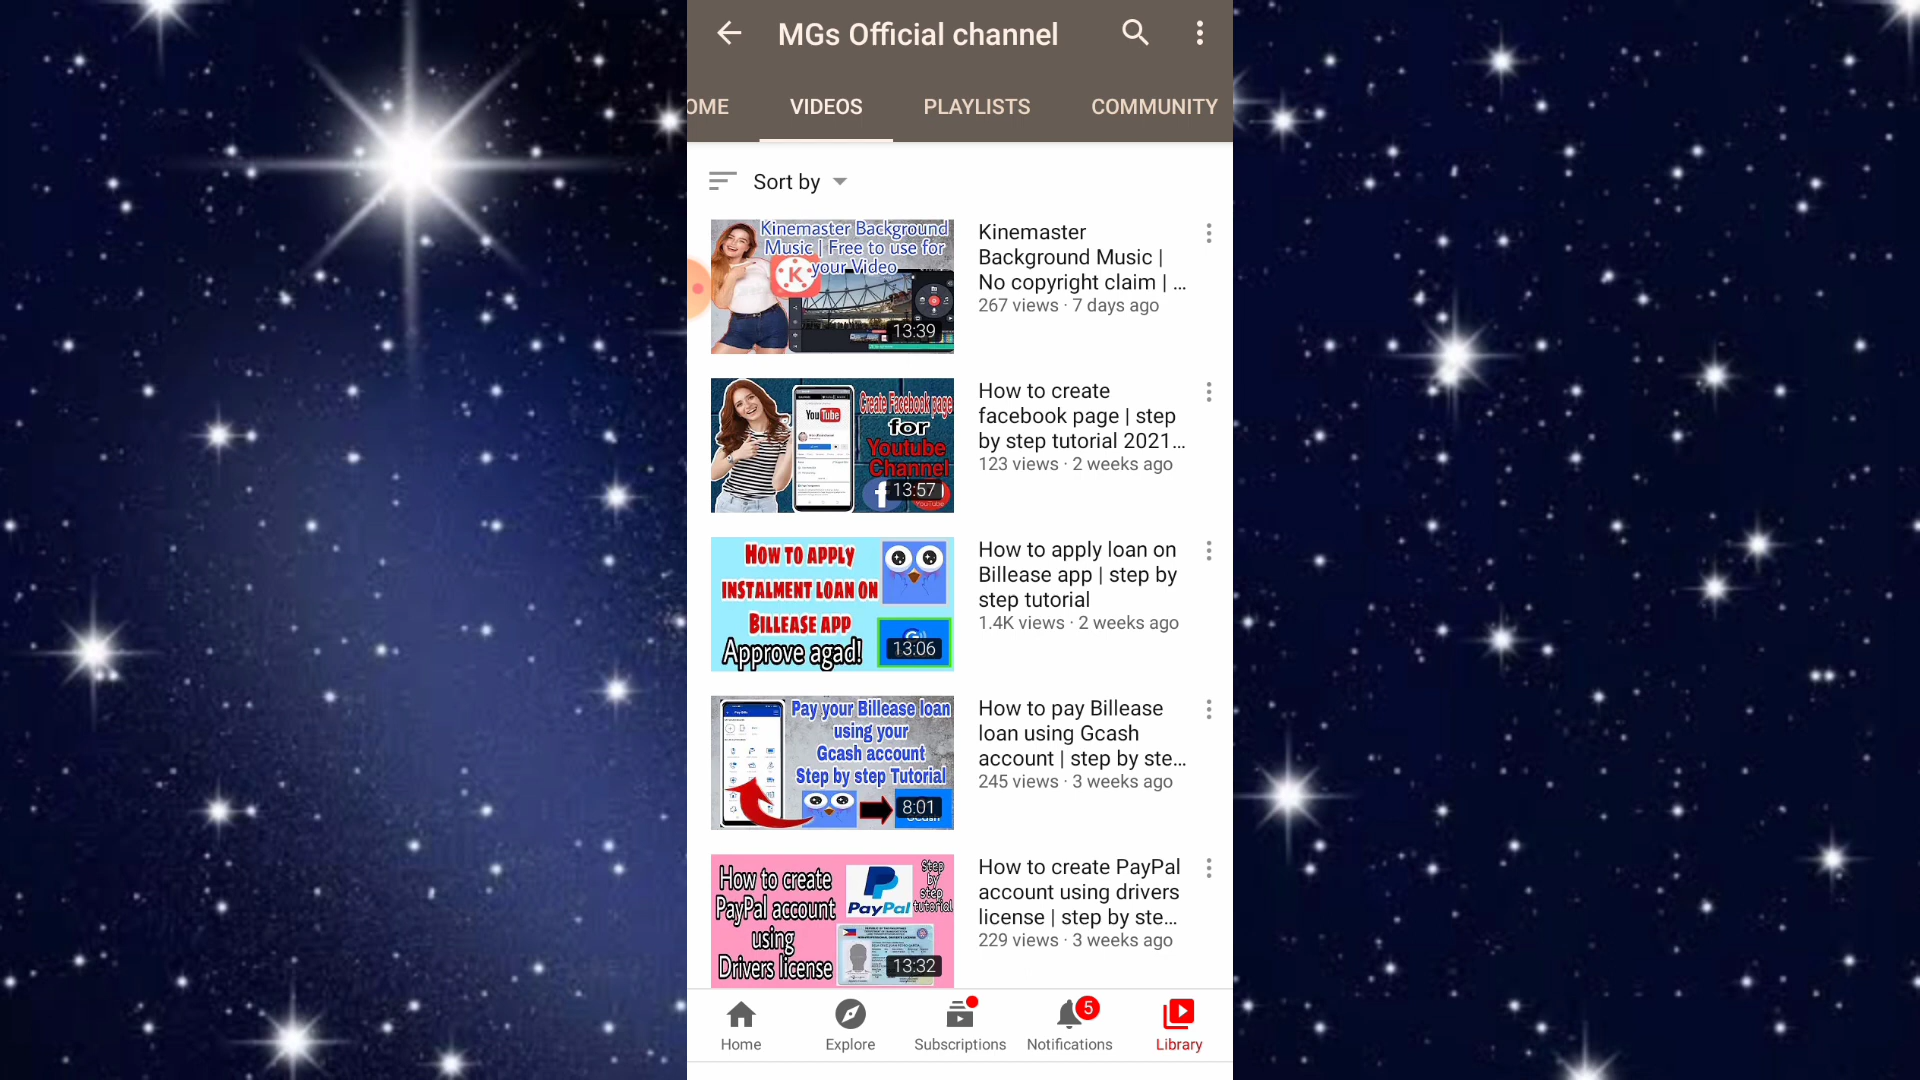 MGs Official channel
OME
VIDEOS
PLAYLISTS
COMMUNITY
Sort by
Kinemaster Background
Music | Free to use for
your Video
K
13:39
Kinemaster
Background Music |
No copyright claim | ...
267 views · 7 days ago
YouTube
Create Facebook page
for
Youtube
Channel
f
YouTube
13:57
How to create
facebook page | step
by step tutorial 2021...
123 views · 2 weeks ago
How to apply
instalment loan on
Billease app
Approve agad!
13:06
How to apply loan on
Billease app | step by
step tutorial
1.4K views · 2 weeks ago
Pay Bills
Pay your Billease loan
using your
Gcash account
Step by step Tutorial
8:01
How to pay Billease
loan using Gcash
account | step by ste...
245 views · 3 weeks ago
How to create
PayPal account
using
Drivers license
PayPal
Step
by
step
tutorial
13:32
How to create PayPal
account using drivers
license | step by ste...
229 views · 3 weeks ago
Home
Explore
Subscriptions
5
Notifications
Library